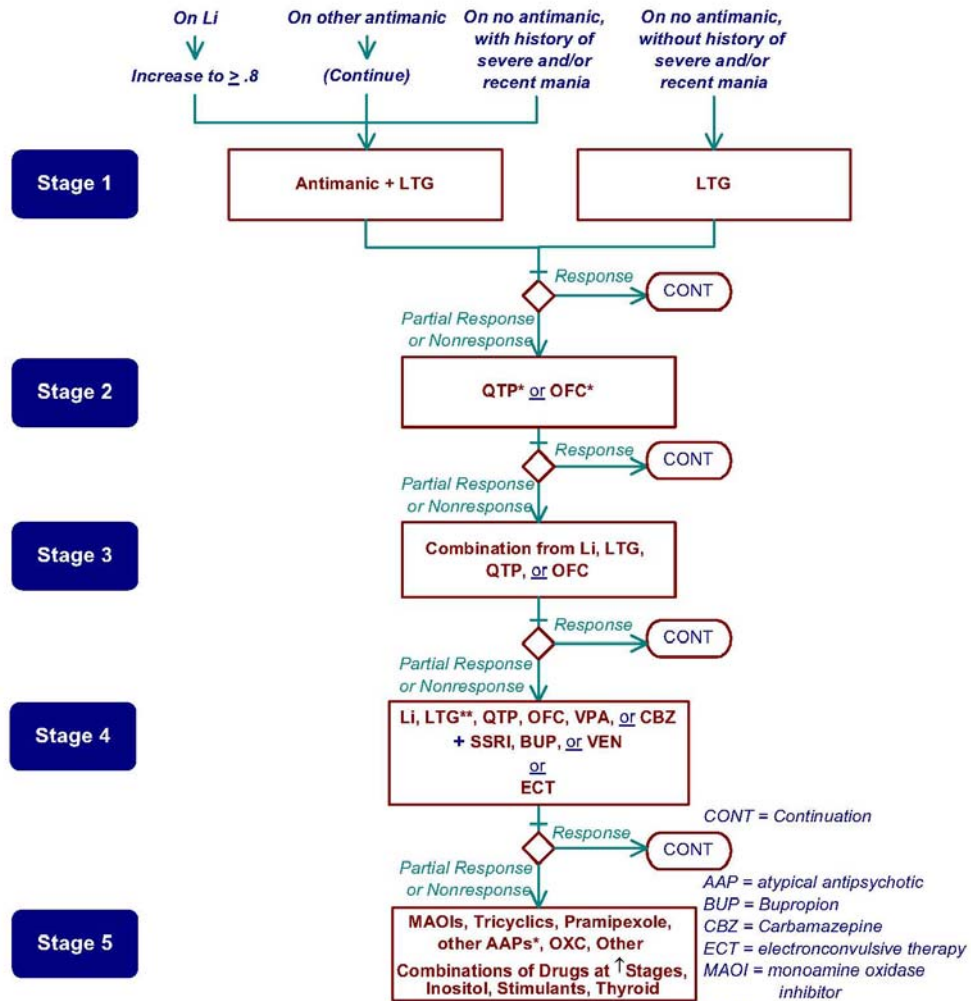 On Li
On other antimanic
On no antimanic,
with history of
severe and/or
recent mania
On no antimanic,
without history of
severe and/or
recent mania
Increase to ≥ .8
(Continue)
Stage 1
Antimanic + LTG
LTG
Response
CONT
Partial Response
or Nonresponse
Stage 2
QTP* or OFC*
Response
CONT
Partial Response
or Nonresponse
Stage 3
Combination from Li, LTG,
QTP, or OFC
Response
CONT
Partial Response
or Nonresponse
Stage 4
Li, LTG**, QTP, OFC, VPA, or CBZ
+ SSRI, BUP, or VEN
or
ECT
Response
CONT
Partial Response
or Nonresponse
Stage 5
MAOIs, Tricyclics, Pramipexole,
other AAPs*, OXC, Other
Combinations of Drugs at ↑ Stages,
Inositol, Stimulants, Thyroid
CONT = Continuation
AAP = atypical antipsychotic
BUP = Bupropion
CBZ = Carbamazepine
ECT = electronconvulsive therapy
MAOI = monoamine oxidase
inhibitor